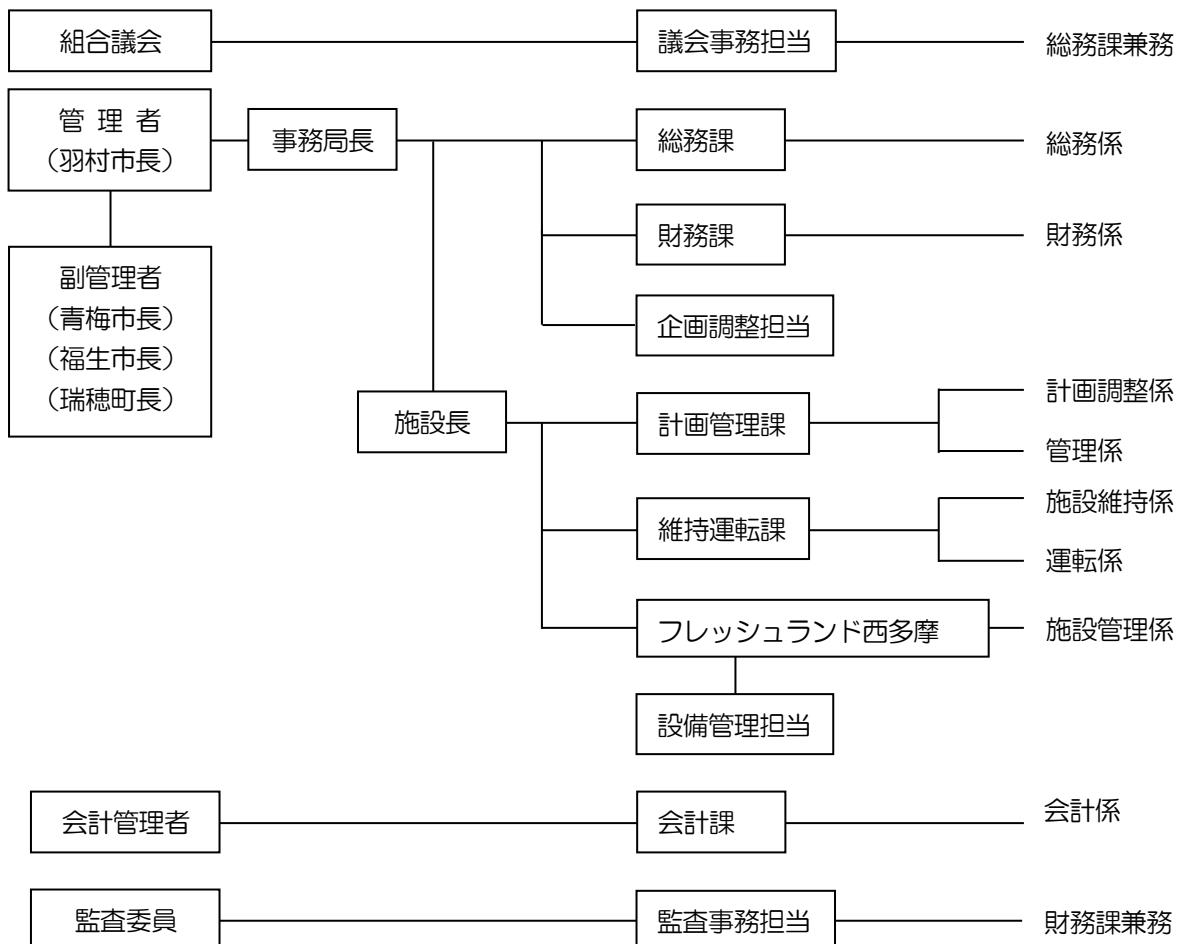 組合議会
議会事務担当
総務課兼務
管 理 者
（羽村市長）
事務局長
総務課
総務係
副管理者
（青梅市長）
（福生市長）
（瑞穂町長）
財務課
財務係
企画調整担当
施設長
計画管理課
計画調整係
管理係
維持運転課
施設維持係
運転係
フレッシュランド西多摩
施設管理係
設備管理担当
会計管理者
会計課
会計係
監査委員
監査事務担当
財務課兼務